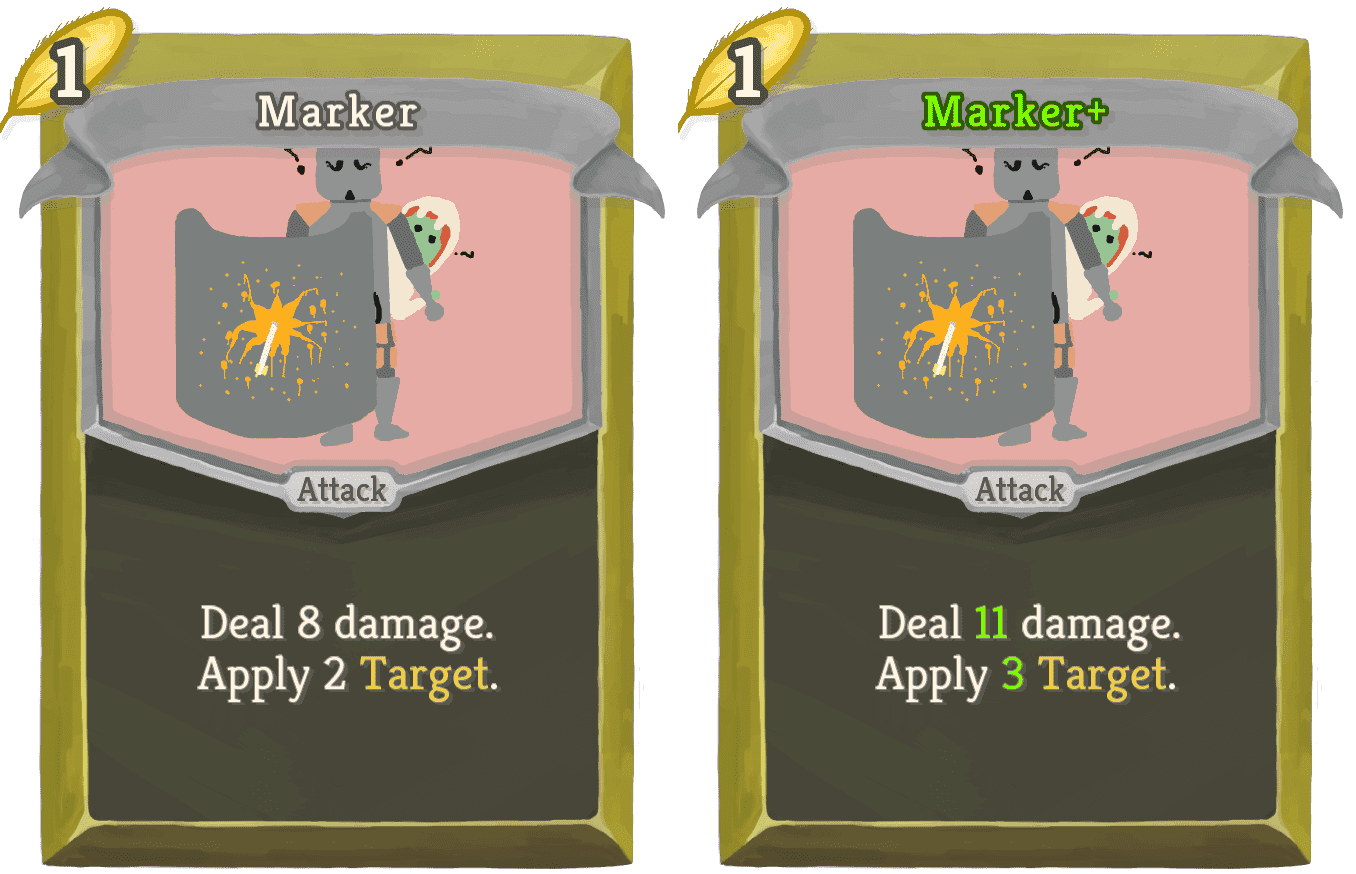 1
Marker
Attack
Deal 8 damage.
Apply 2 Target.
1
Marker+
Attack
Deal 11 damage.
Apply 3 Target.